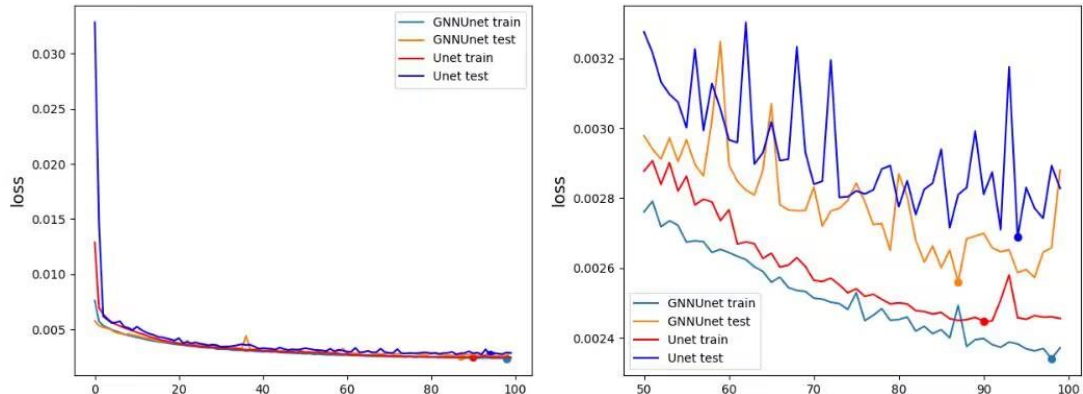 loss
0.030
0.025
0.020
0.015
0.010
0.005
0
20
40
60
80
100
GNNUnet train
GNNUnet test
Unet train
Unet test
loss
0.0032
0.0030
0.0028
0.0026
0.0024
50
60
70
80
90
100
GNNUnet train
GNNUnet test
Unet train
Unet test